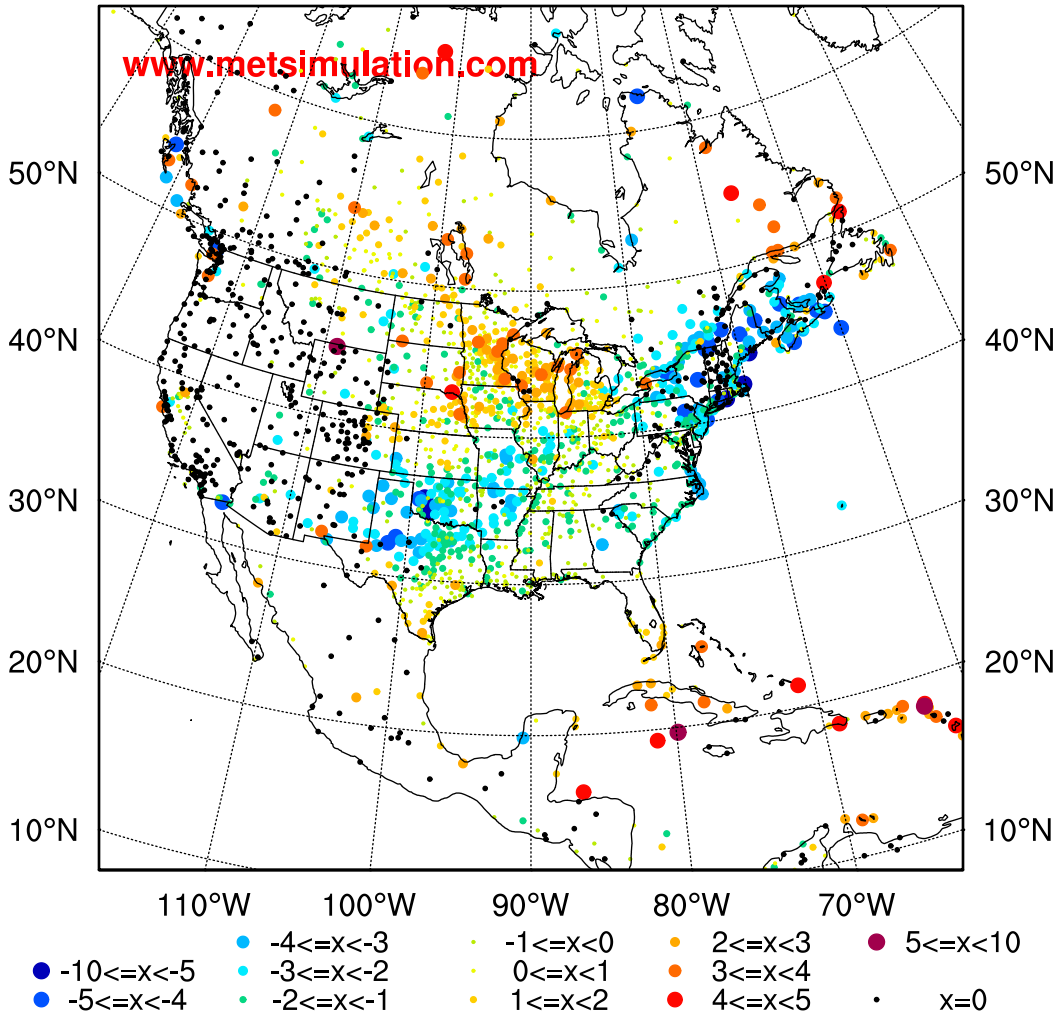 www.metsimulation.com
50°N 50°N
40°N 40°N
30°N 30°N
20°N 20°N
10°N 10°N
110°W 100°W 90°W 80°W 70°W
-4<=x<-3 -1<=x<0 2<=x<3 5<=x<10
-10<=x<-5 -3<=x<-2 0<=x<1 3<=x<4
-5<=x<-4 -2<=x<-1 1<=x<2 4<=x<5 x=0